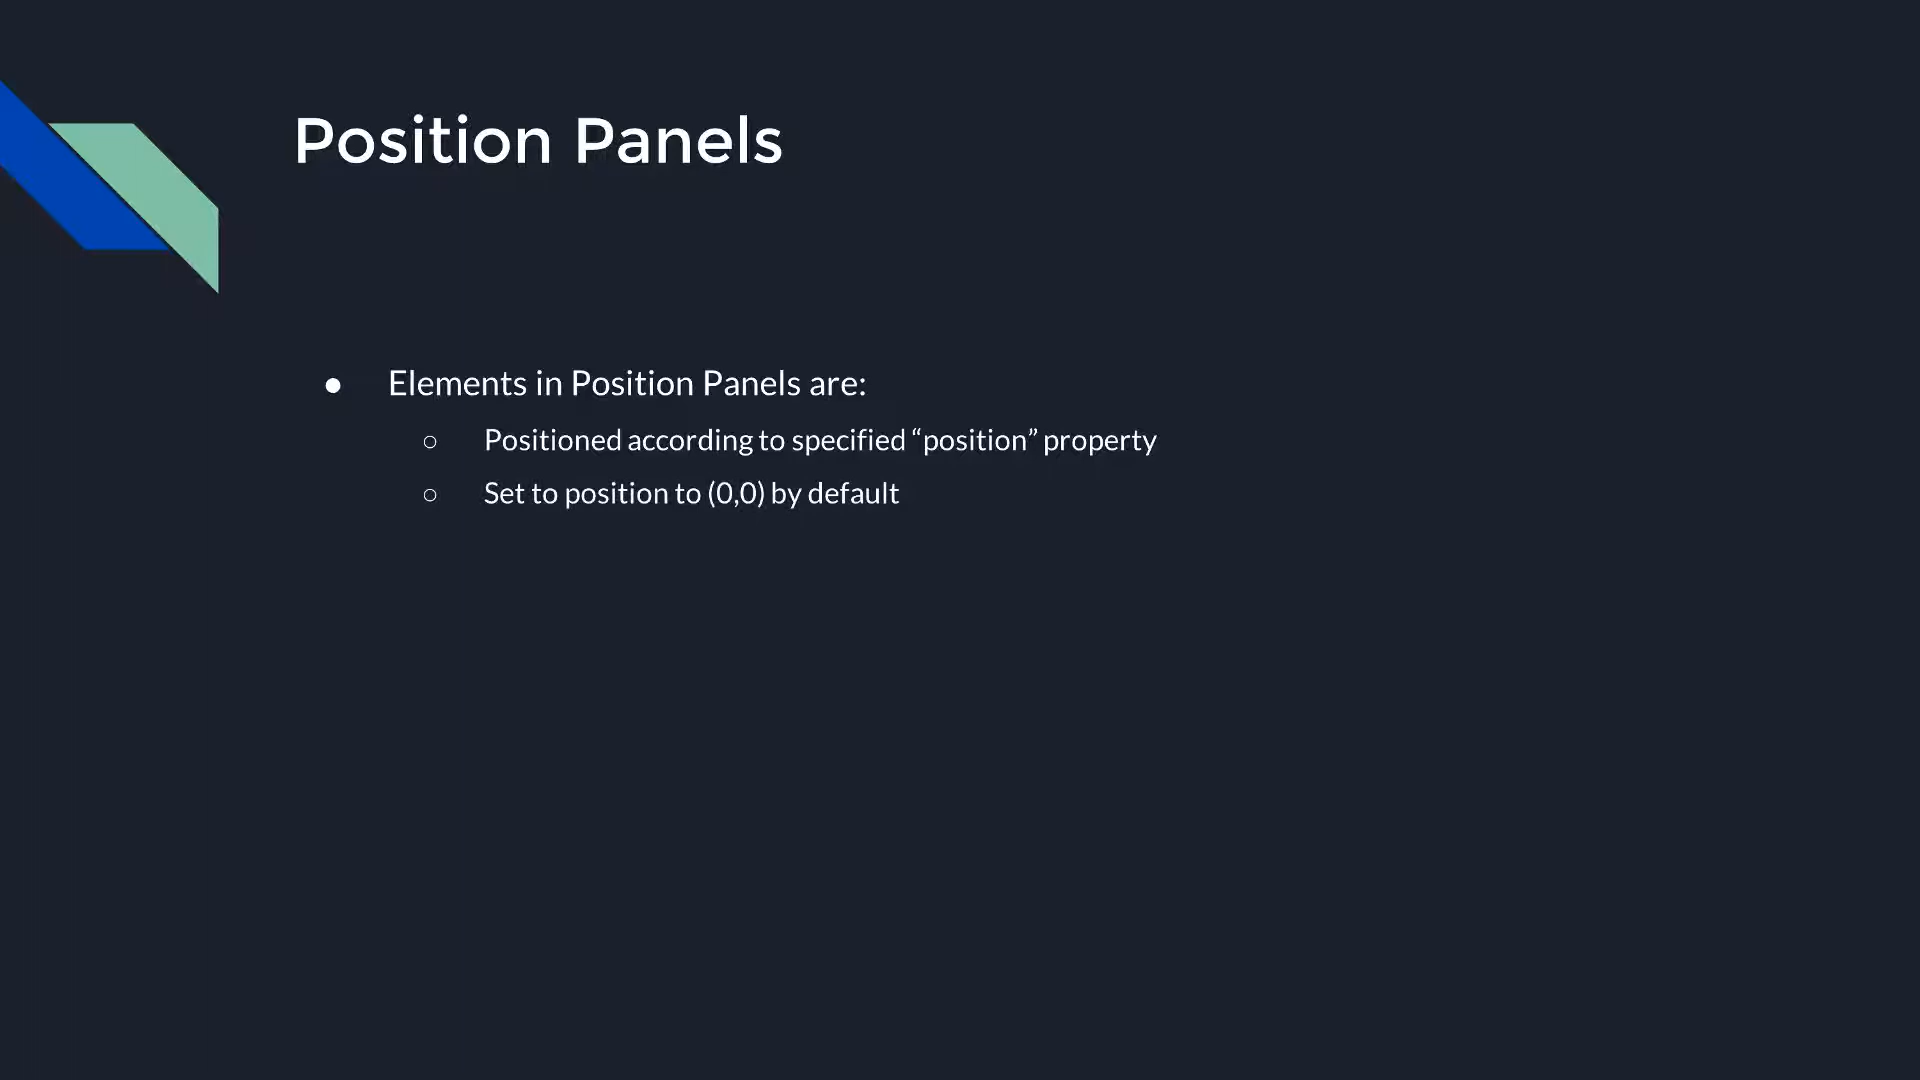 Position Panels
● Elements in Position Panels are:
○ Positioned according to specified “position” property
○ Set to position to (0,0) by default